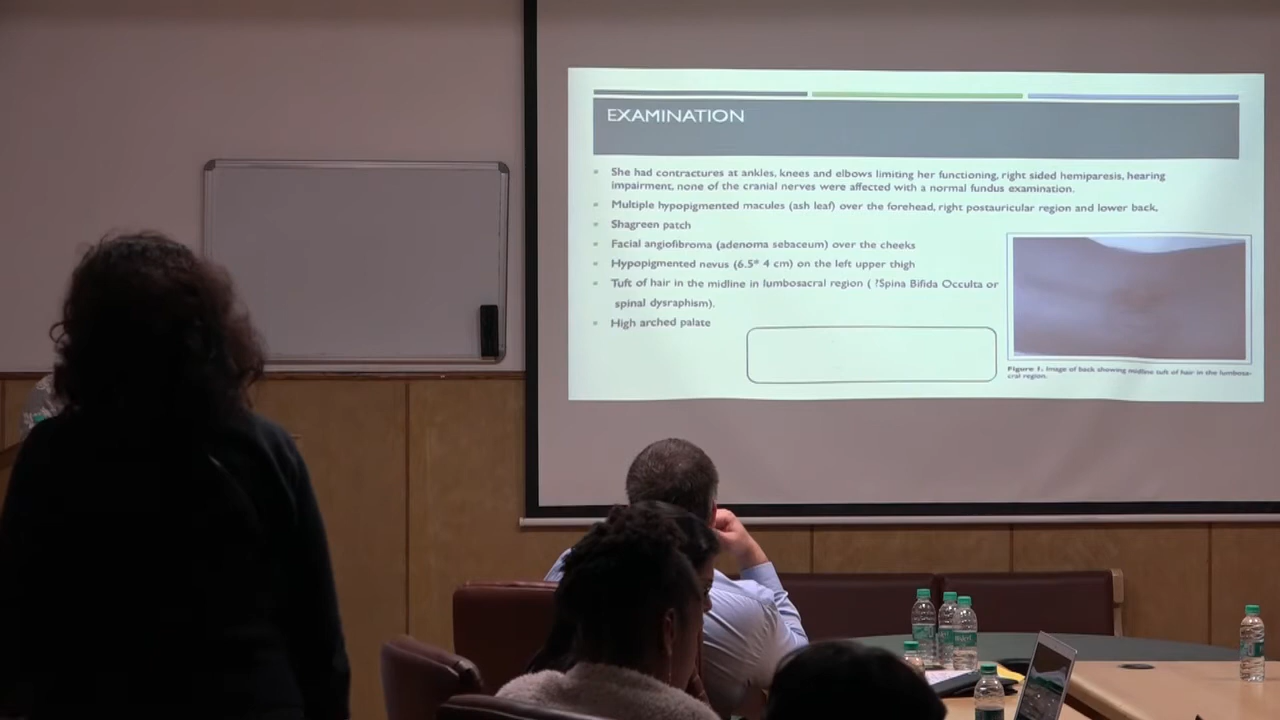 EXAMINATION
She had contractures at ankles, knees and elbows limiting her functioning, right sided hemiparesis, hearing
impairment, none of the cranial nerves were affected with a normal fundus examination.
Multiple hypopigmented macules (ash leaf) over the forehead, right postauricular region and lower back.
Shagreen patch
Facial angiofibroma (adenoma sebaceum) over the cheeks
Hypopigmented nevus (6.5* 4 cm) on the left upper thigh
Tuft of hair in the midline in lumbosacral region ( ?Spina Bifida Occulta or
spinal dysraphism).
High arched palate
Figure 1. Image of back showing midline tuft of hair in the lumbosa-
cral region.